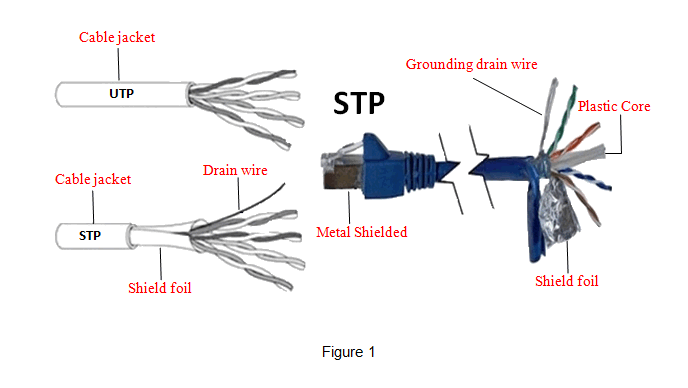 Cable jacket
UTP
Cable jacket
Drain wire
STP
Shield foil
STP
Grounding drain wire
Plastic Core
Metal Shielded
Shield foil
Figure 1